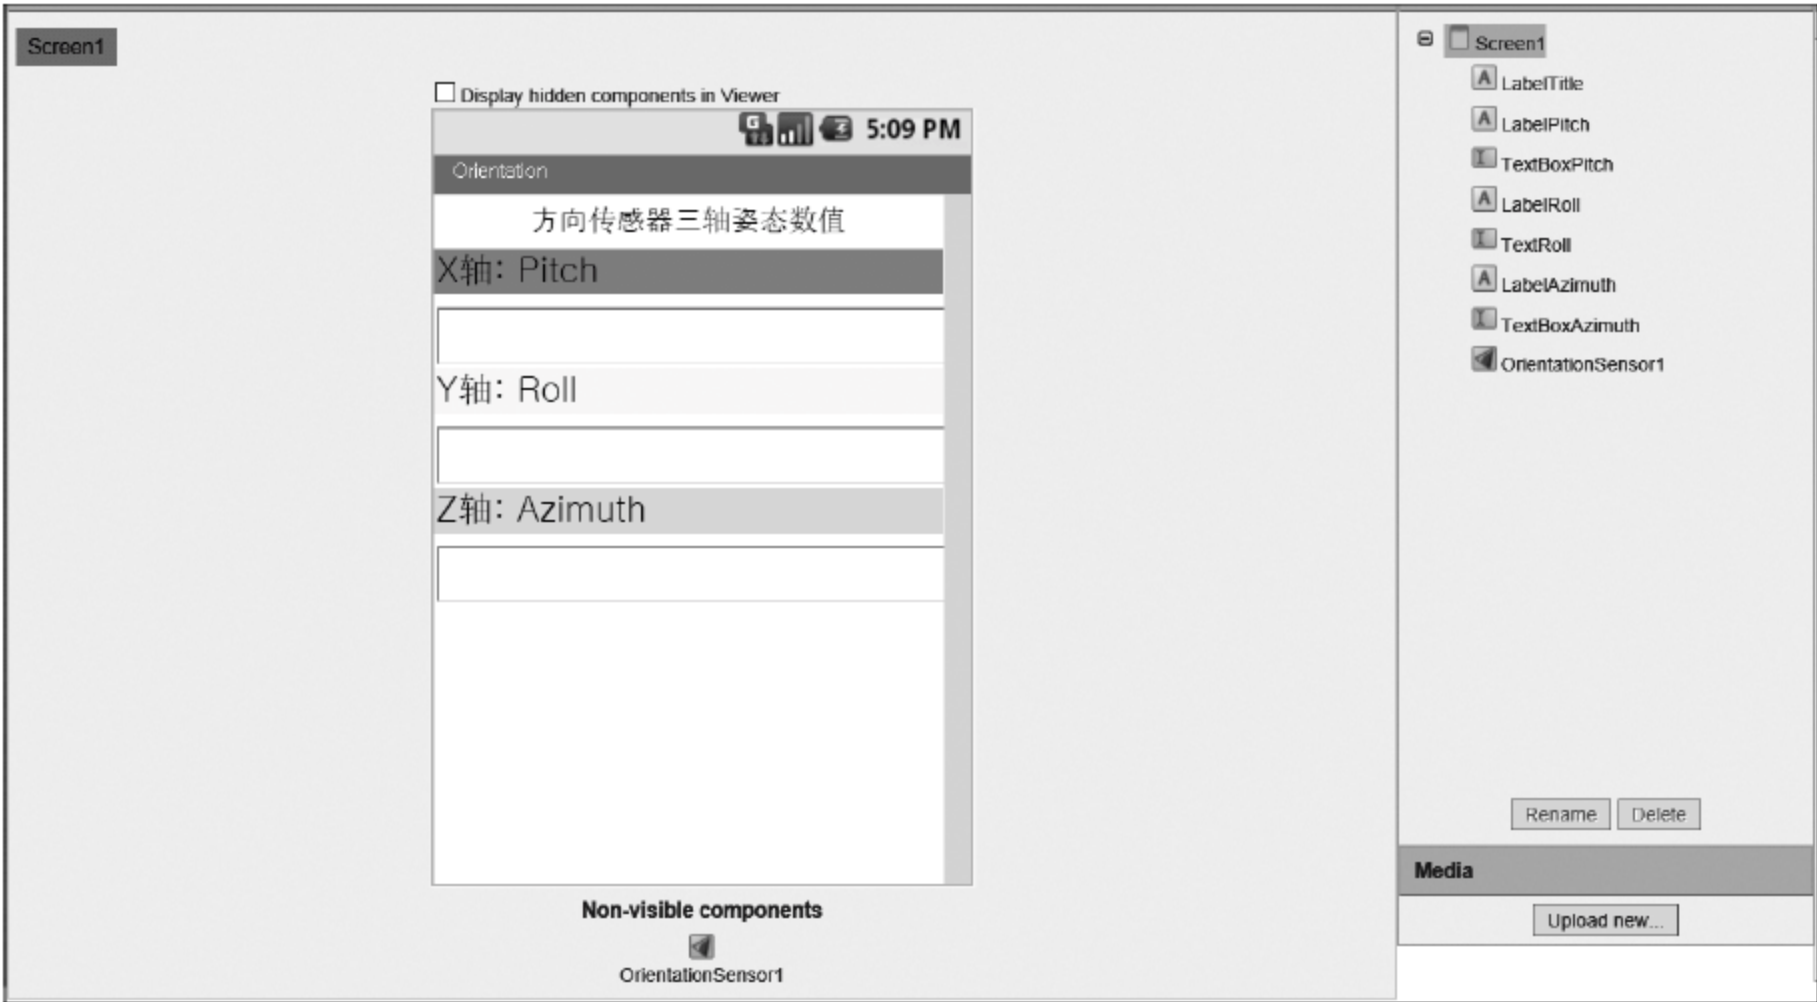 Screen1
Display hidden components in Viewer
5:09 PM
Orientation
方向传感器三轴姿态数值
X轴: Pitch
Y轴: Roll
Z轴: Azimuth
Non-visible components
OrientationSensor1
Screen1
LabelTitle
LabelPitch
TextBoxPitch
LabelRoll
TextRoll
LabelAzimuth
TextBoxAzimuth
OrientationSensor1
Rename Delete
Media
Upload new...